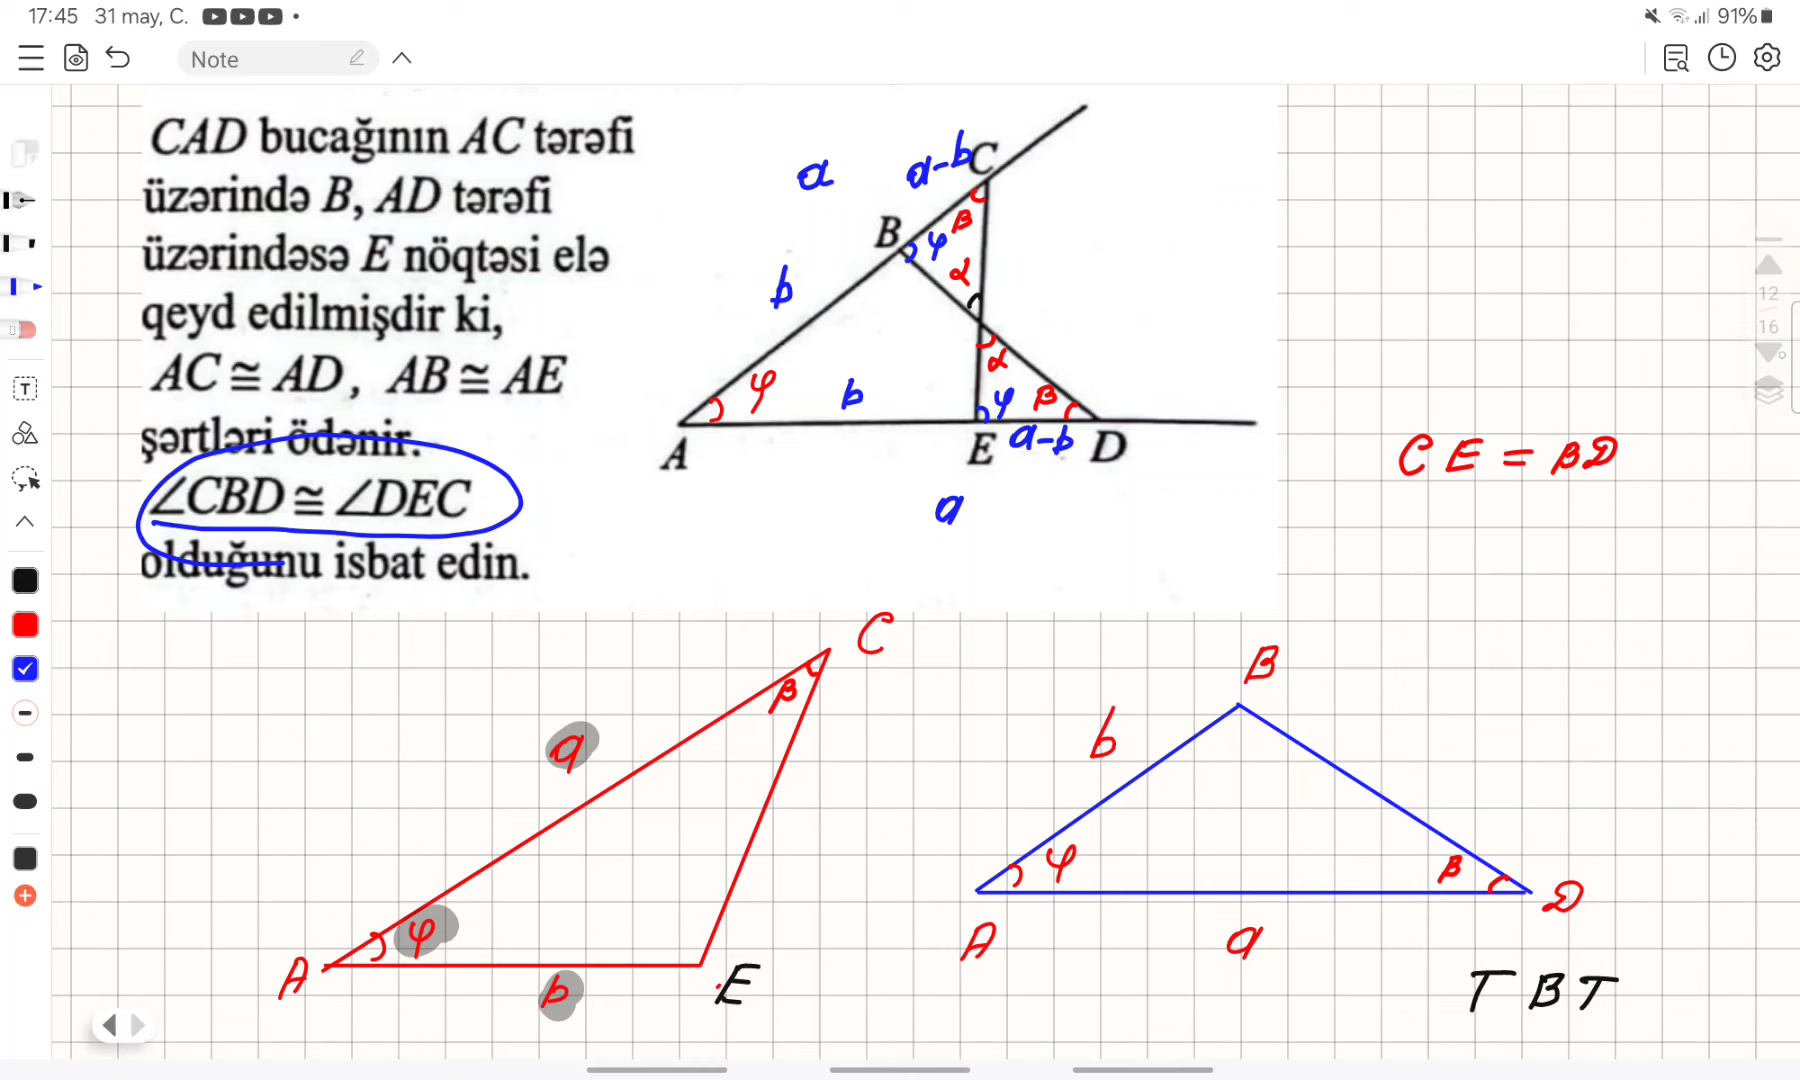 17:45 31 may, C. • 91%
Note
CAD bucağının AC tərəfi
üzərində B, AD tərəfi
üzərindəsə E nöqtəsi elə
qeyd edilmişdir ki,
AC ≅ AD, AB ≅ AE
şərtləri ödənir.
∠CBD ≅ ∠DEC
olduğunu isbat edin.
a a-b C
B β
φ
b α
α
φ b φ β
A E a-b D
a
CE = BD
12
16
T
C
β
a
φ
A b E
B
b
φ β
A a D
TBT